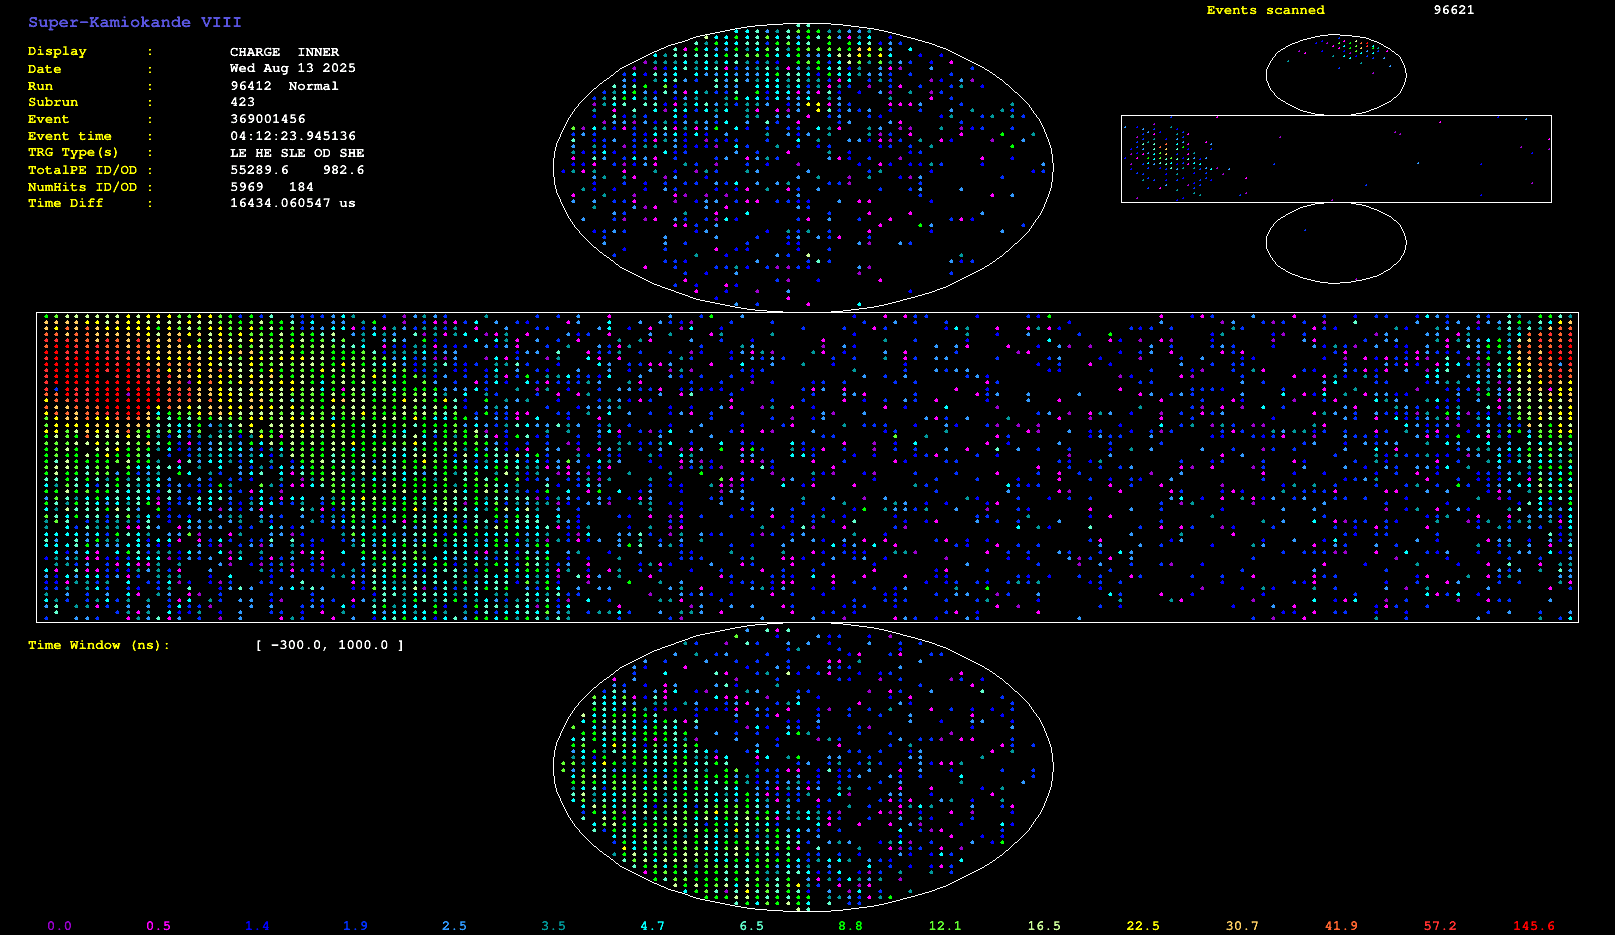 Super-Kamiokande VIII
Events scanned 96621
Display : CHARGE INNER
Date : Wed Aug 13 2025
Run : 96412 Normal
Subrun : 423
Event : 369001456
Event time : 04:12:23.945136
TRG Type(s) : LE HE SLE OD SHE
TotalPE ID/OD : 55289.6 982.6
NumHits ID/OD : 5969 184
Time Diff : 16434.060547 us
Time Window (ns): [ -300.0, 1000.0 ]
0.0 0.5 1.4 1.9 2.5 3.5 4.7 6.5 8.8 12.1 16.5 22.5 30.7 41.9 57.2 145.6